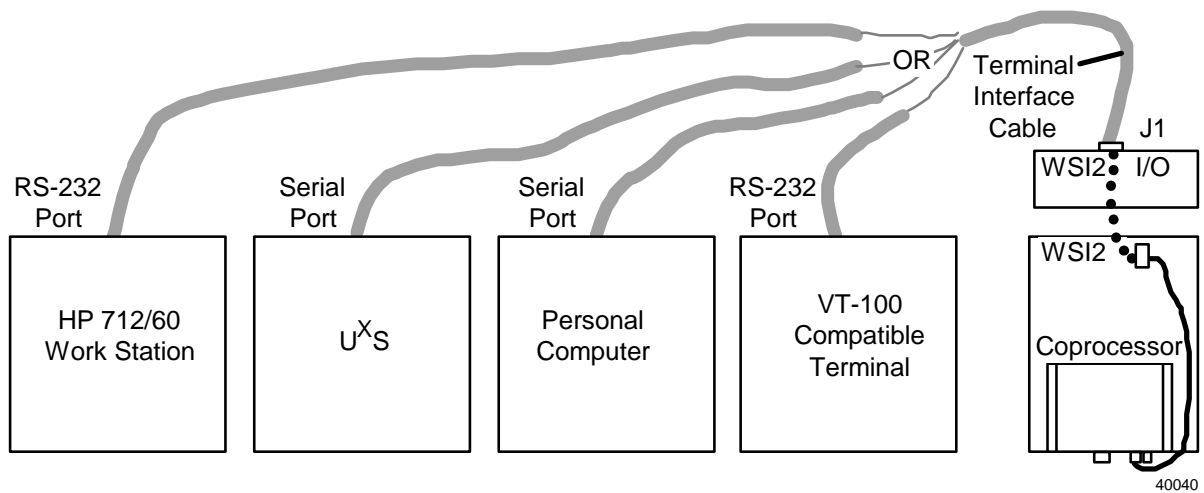 OR
Terminal
Interface
Cable
J1
WSI2 I/O
RS-232
Port
Serial
Port
Serial
Port
RS-232
Port
WSI2
HP 712/60
Work Station
UXS
Personal
Computer
VT-100
Compatible
Terminal
Coprocessor
40040